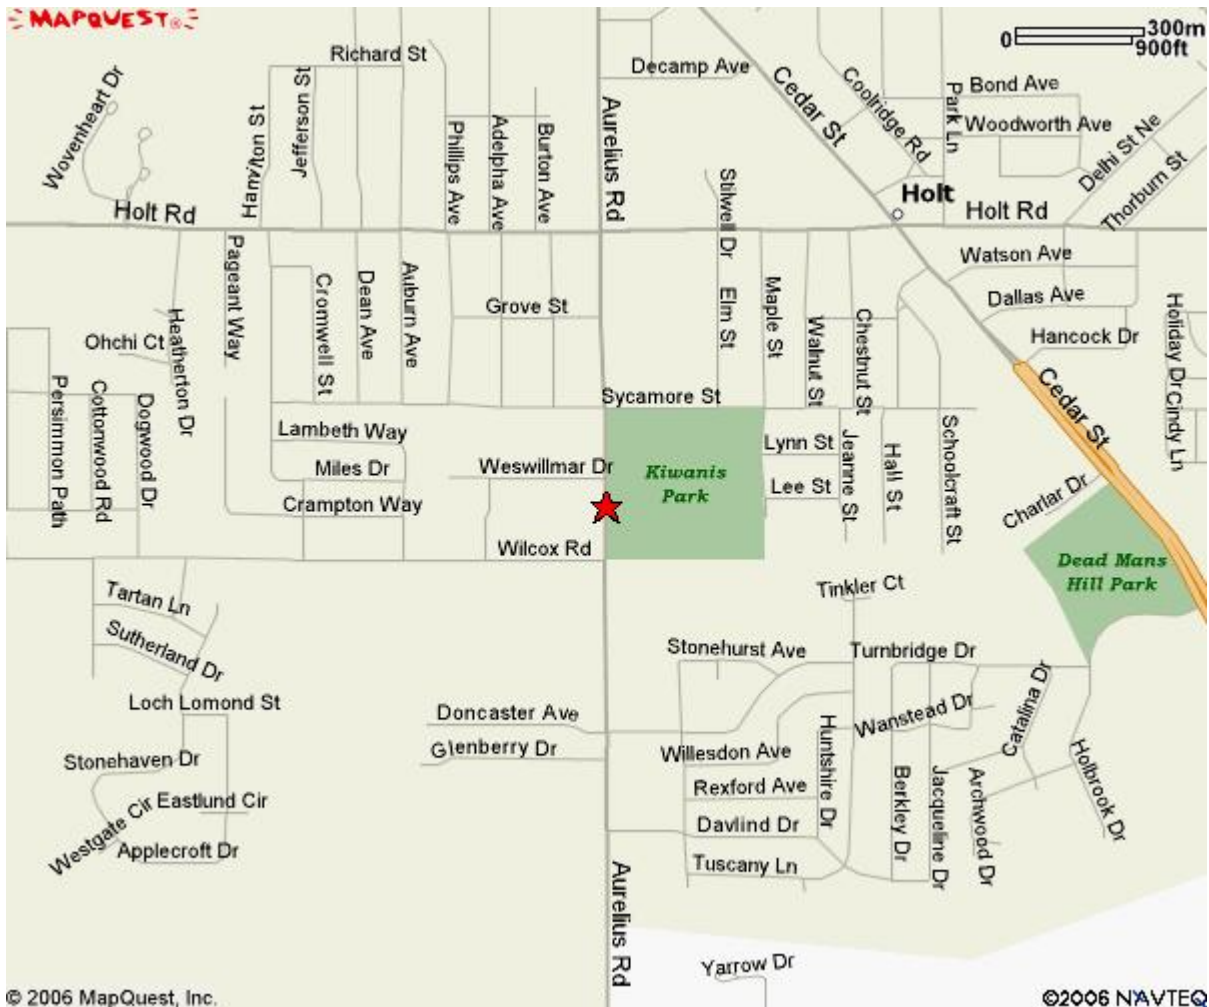 MAPQUEST®
0 300m
900ft
Richard St
Decamp Ave
Cedar St
Coolridge Rd
Park Ln
Bond Ave
Woodworth Ave
Delhi St Ne
Thorburn St
Wovenheart Dr
Jefferson St
Phillips Ave
Adelpha Ave
Burton Ave
Aurelius Rd
Stilwell Dr
Holt
Holt Rd
Holt Rd
Watson Ave
Dallas Ave
Hancock Dr
Holiday Dr
Cindy Ln
Pageant Way
Heatherton Dr
Ohchi Ct
Cromwell St
Dean Ave
Auburn Ave
Grove St
Elm St
Maple St
Walnut St
Chestnut St
Cedar St
Persimmon Path
Cottonwood Rd
Dogwood Dr
Sycamore St
Lambeth Way
Miles Dr
Crampton Way
Weswillmar Dr
Kiwanis
Park
Lynn St
Lee St
Jeanne St
Hall St
Schoolcraft St
Charlar Dr
Wilcox Rd
Dead Mans
Hill Park
Tartan Ln
Sutherland Dr
Tinkler Ct
Stonehurst Ave
Turnbridge Dr
Loch Lomond St
Doncaster Ave
Glenberry Dr
Stonehaven Dr
Willesdon Ave
Huntshire Dr
Wanstead Dr
Catalina Dr
Holbrook Dr
Westgate Cir
Eastlund Cir
Applecroft Dr
Rexford Ave
Davlind Dr
Tuscany Ln
Berkley Dr
Jacqueline Dr
Archwood Dr
Aurelius Rd
Yarrow Dr
© 2006 MapQuest, Inc.
©2006 NAVTEQ